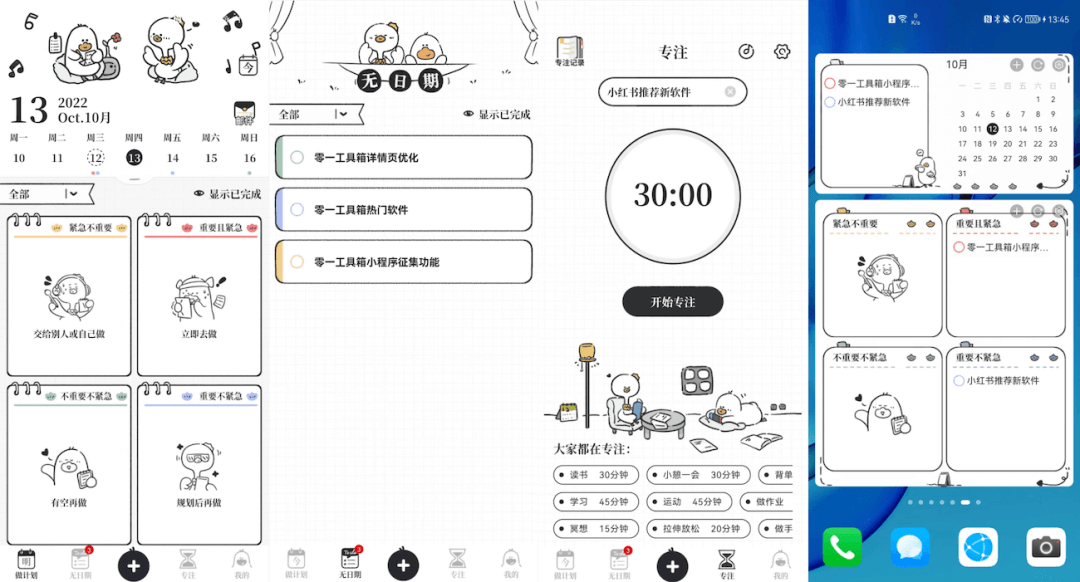 13
2022
Oct.10月
邮件
今
周一 周二 周三 周四 周五 周六 周日
10 11 12 13 14 15 16
全部
显示已完成
紧急不重要
交给别人或自己做
重要且紧急
立即去做
不重要不紧急
有空再做
重要不紧急
规划后再做
做计划
无日期
3
专注
我的
无日期
全部
显示已完成
零一工具箱详情页优化
零一工具箱热门软件
零一工具箱小程序征集功能
做计划
无日期
3
专注
我的
专注记录
专注
小红书推荐新软件
30:00
开始专注
大家都在专注：
读书 30分钟
小憩一会 30分钟
背单
学习 45分钟
运动 45分钟
做作业
冥想 15分钟
拉伸放松 20分钟
做手
做计划
无日期
3
专注
我的
0
K/s
100
13:45
零一工具箱小程序...
小红书推荐新软件
10月
一 二 三 四 五 六 日
1 2
3 4 5 6 7 8 9
10 11 12 13 14 15 16
17 18 19 20 21 22 23
24 25 26 27 28 29 30
31
紧急不重要
重要且紧急
零一工具箱小程序...
不重要不紧急
重要不紧急
小红书推荐新软件